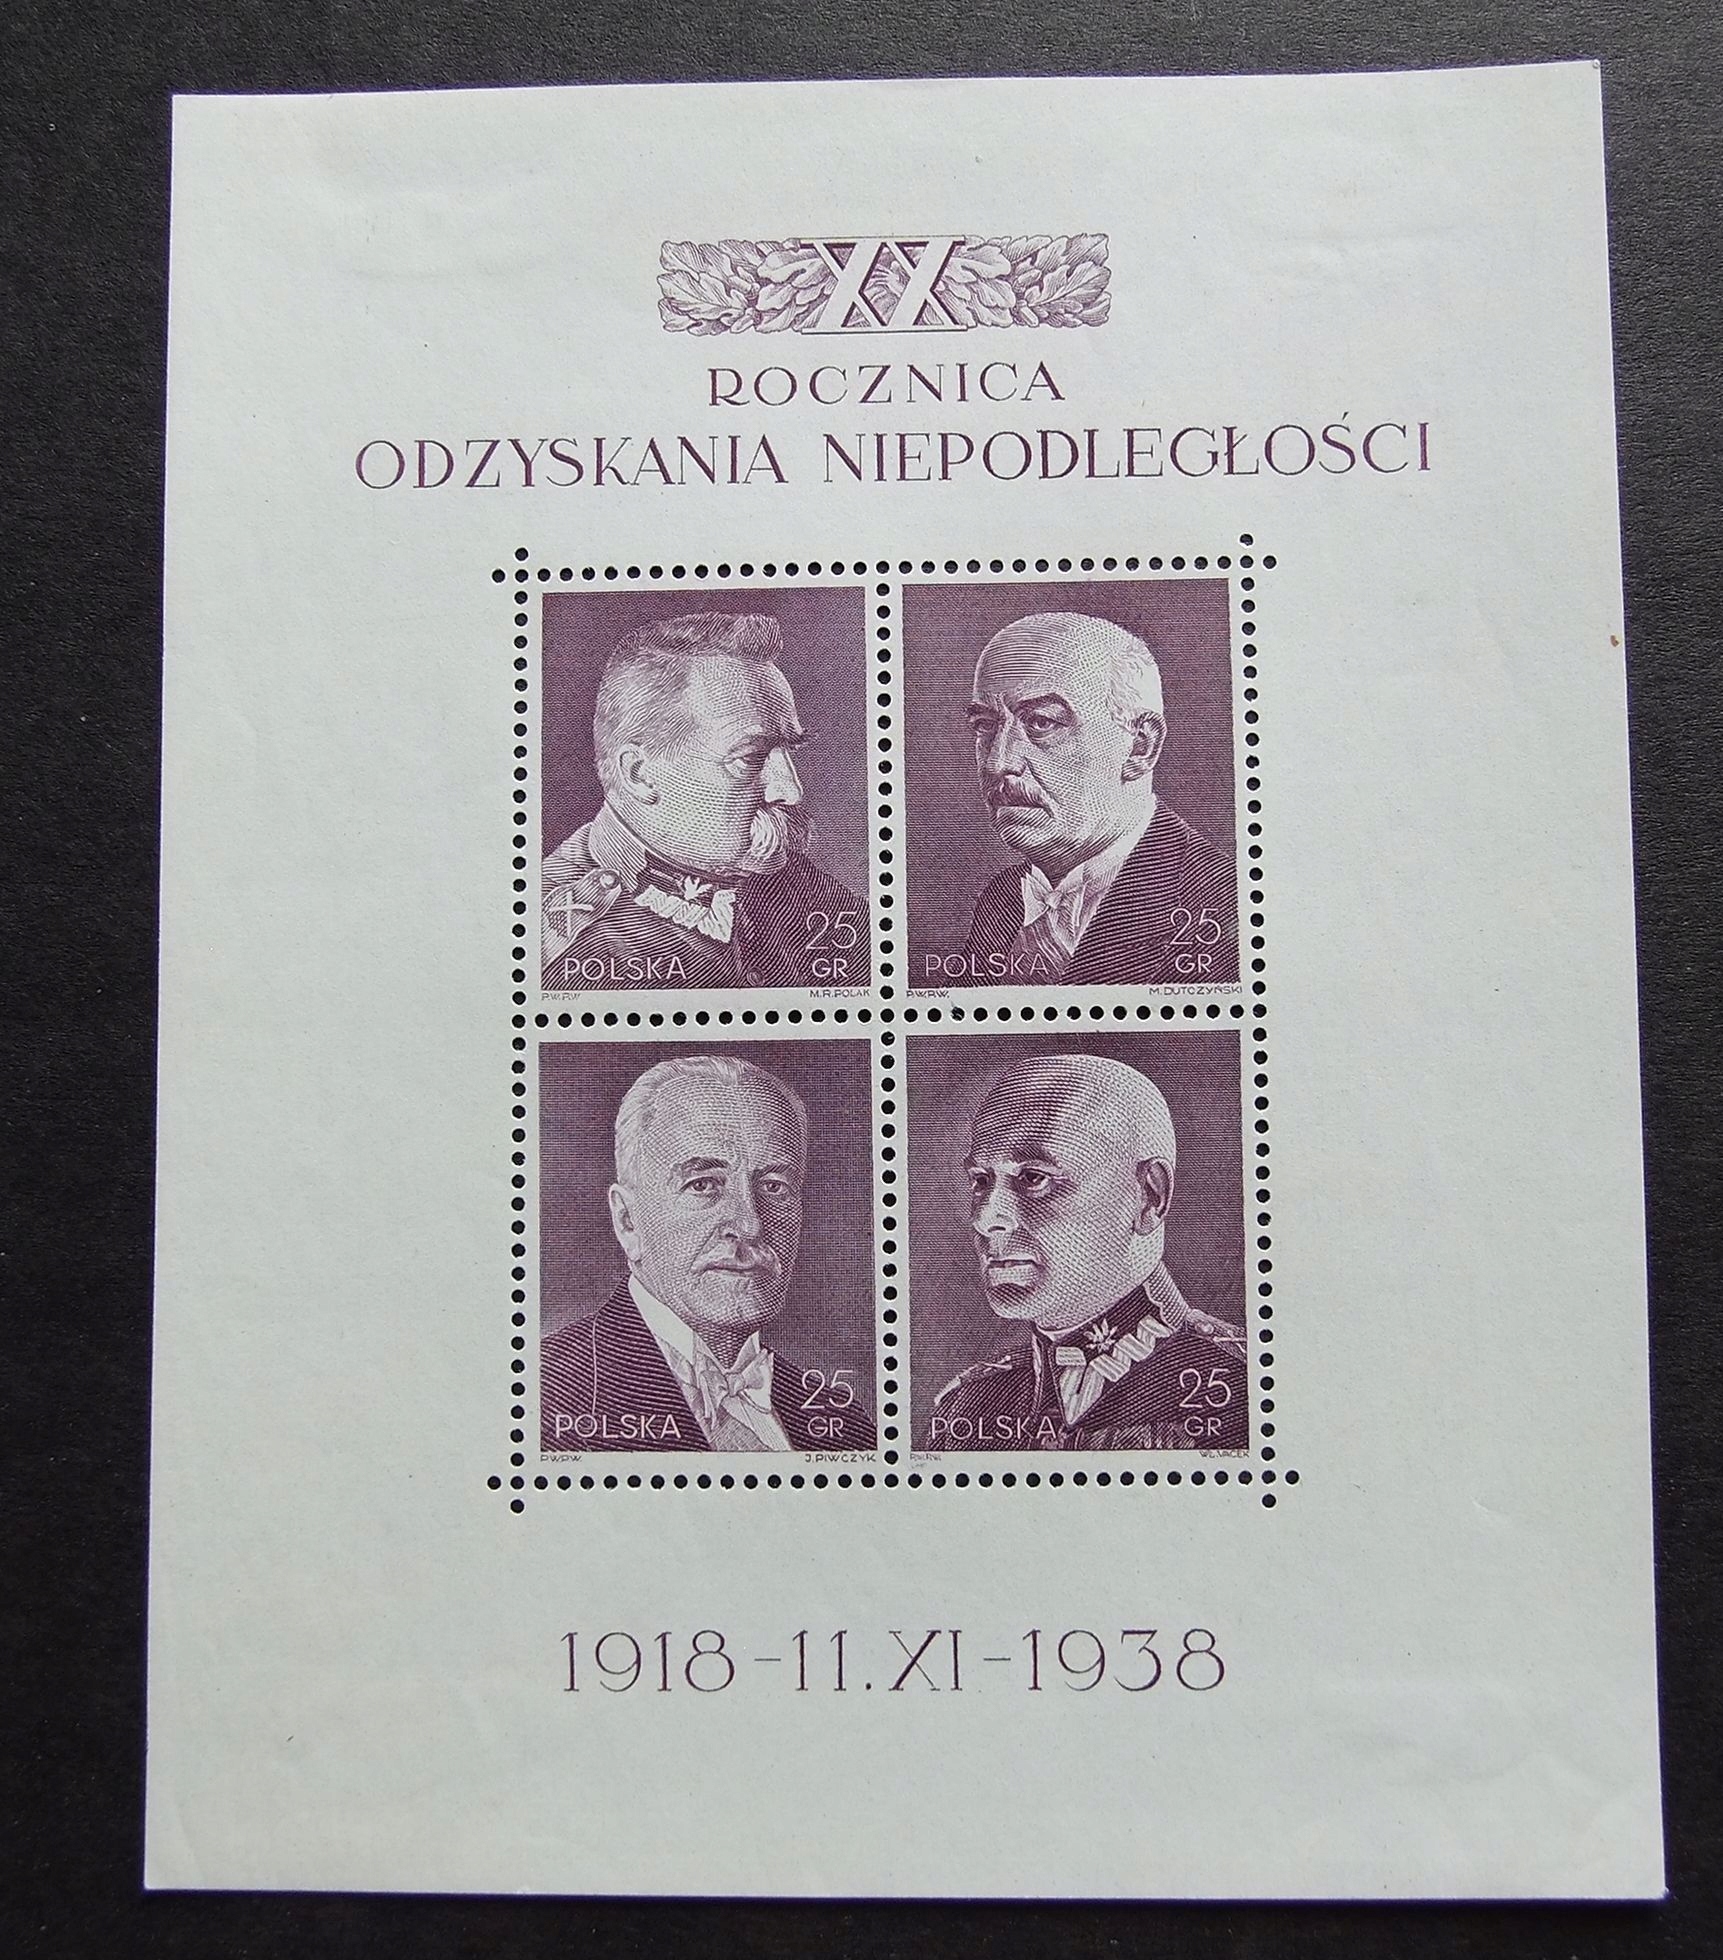 XX
ROCZNICA
ODZYSKANIA NIEPODLEGŁOŚCI
25
POLSKA GR
P.W.P.W. M.R.POLAK
25
POLSKA GR
P.W.P.W. M.DUTCZYŃSKI
25
POLSKA GR
P.W.P.W. J.PIWCZYK
25
POLSKA GR
P.W.P.W. WŁ.VACEK
1918-11.XI-1938